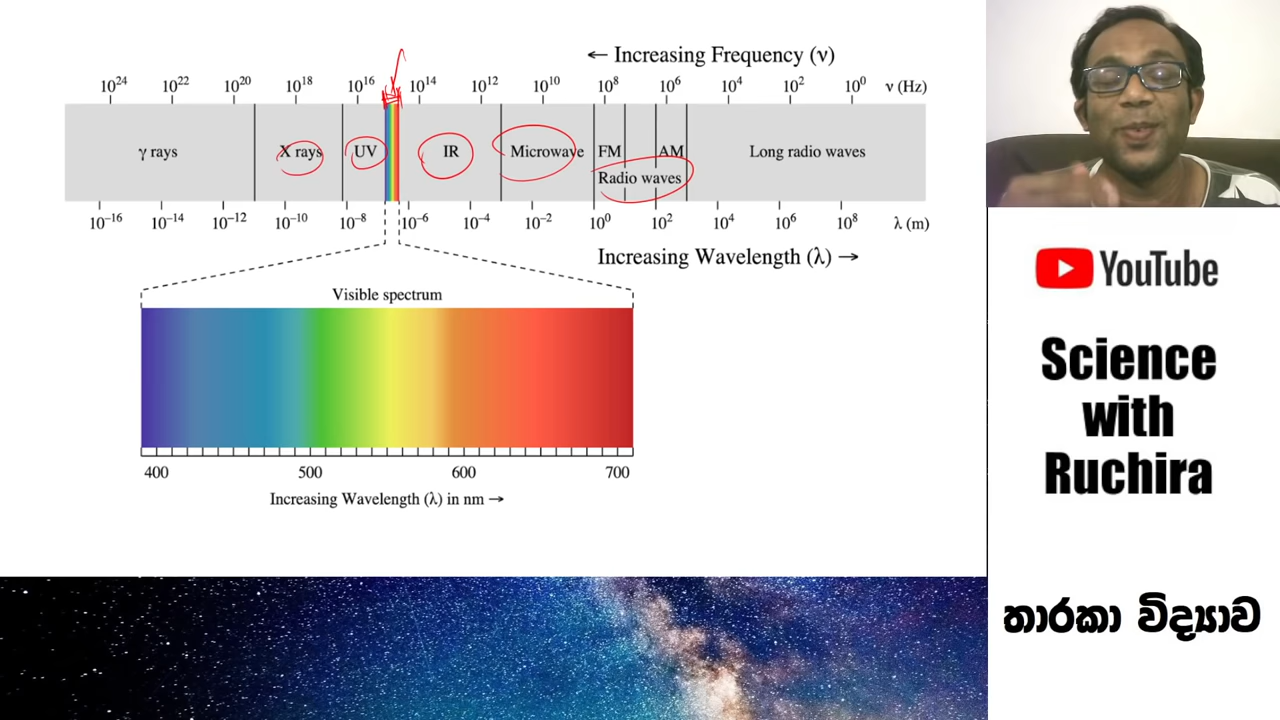 ← Increasing Frequency (ν)
10²⁴ 10²² 10²⁰ 10¹⁸ 10¹⁶ 10¹⁴ 10¹² 10¹⁰ 10⁸ 10⁶ 10⁴ 10² 10⁰ ν (Hz)
γ rays X rays UV IR Microwave FM AM Long radio waves
Radio waves
10⁻¹⁶ 10⁻¹⁴ 10⁻¹² 10⁻¹⁰ 10⁻⁸ 10⁻⁶ 10⁻⁴ 10⁻² 10⁰ 10² 10⁴ 10⁶ 10⁸ λ (m)
Increasing Wavelength (λ) →
Visible spectrum
400 500 600 700
Increasing Wavelength (λ) in nm →
YouTube
Science
with
Ruchira
තාරකා විද්‍යාව